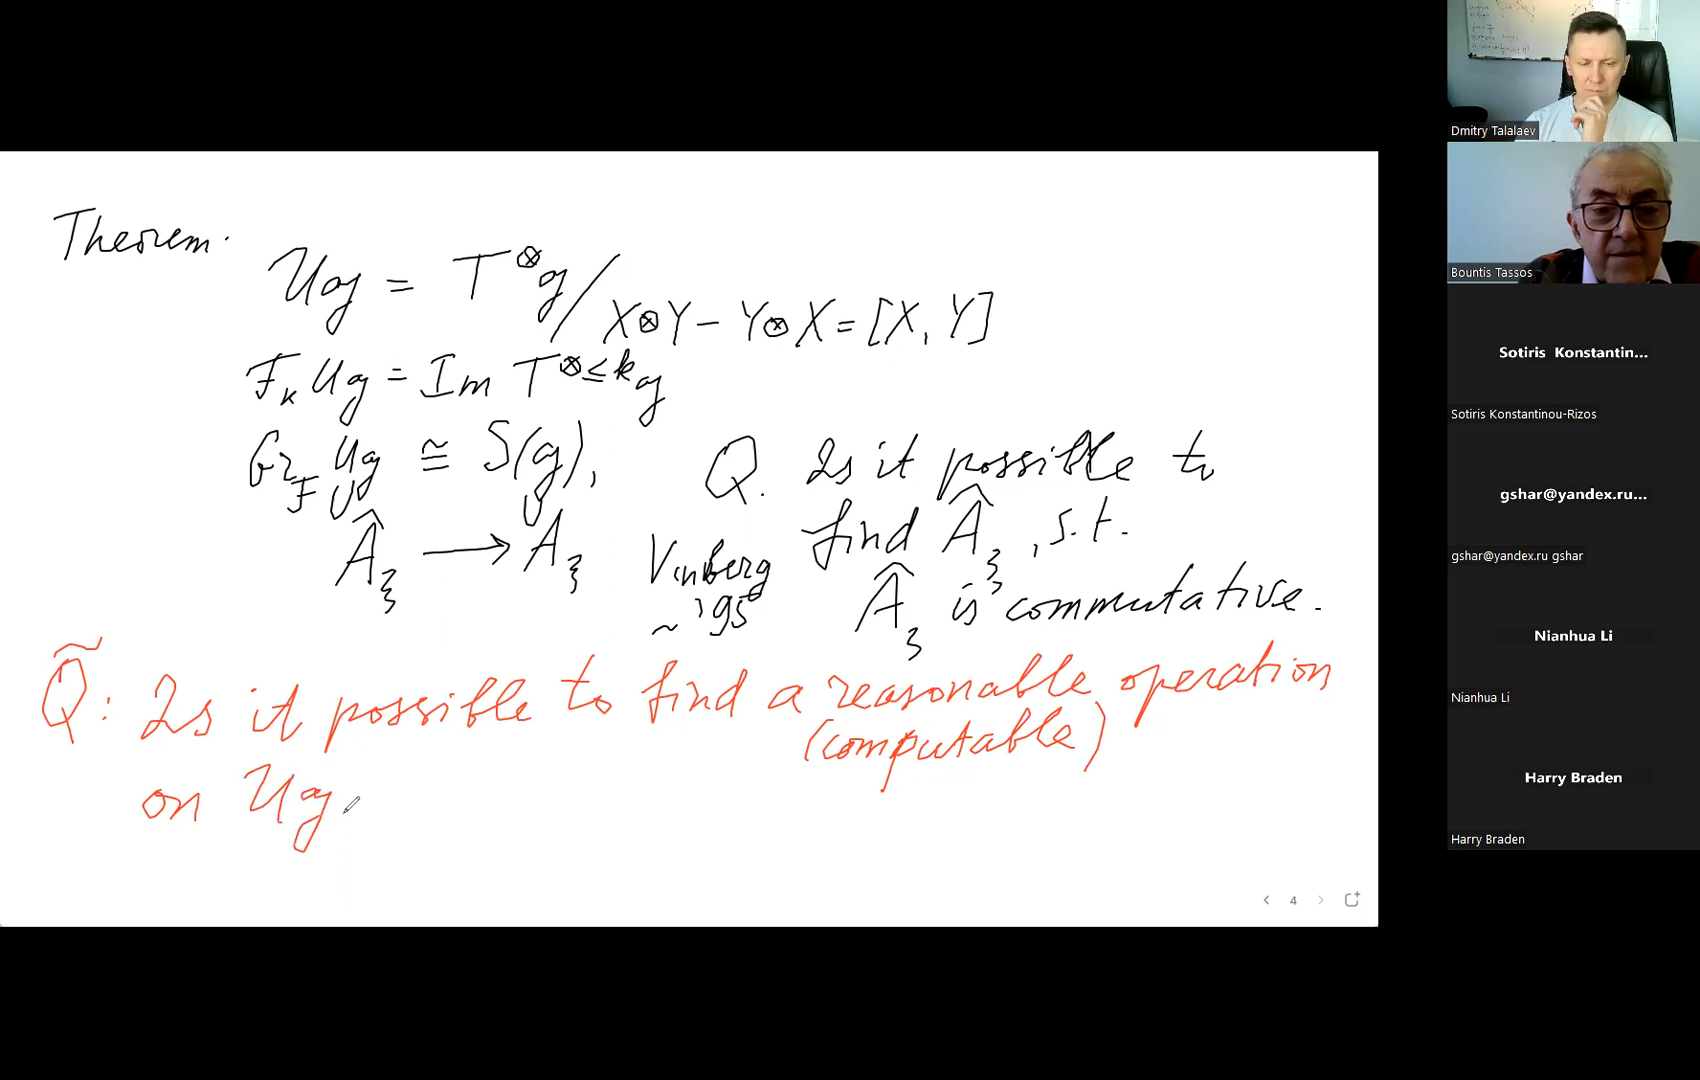 Theorem.
Ug = T^⊗ g / X⊗Y - Y⊗X = [X, Y]
F_k Ug = Im T^{⊗≤k} g
Gr_F Ug ≅ S(g),
∪ ∪
Â_ξ → A_ξ
Vinberg
~ '95
Q. Is it possible to
find Â_ξ, s.t.
Â_ξ is commutative.
Q̃: Is it possible to find a reasonable operation
(computable)
on Ug
< 4 >
Dmitry Talalaev
Bountis Tassos
Sotiris Konstantin...
Sotiris Konstantinou-Rizos
gshar@yandex.ru...
gshar@yandex.ru gshar
Nianhua Li
Nianhua Li
Harry Braden
Harry Braden